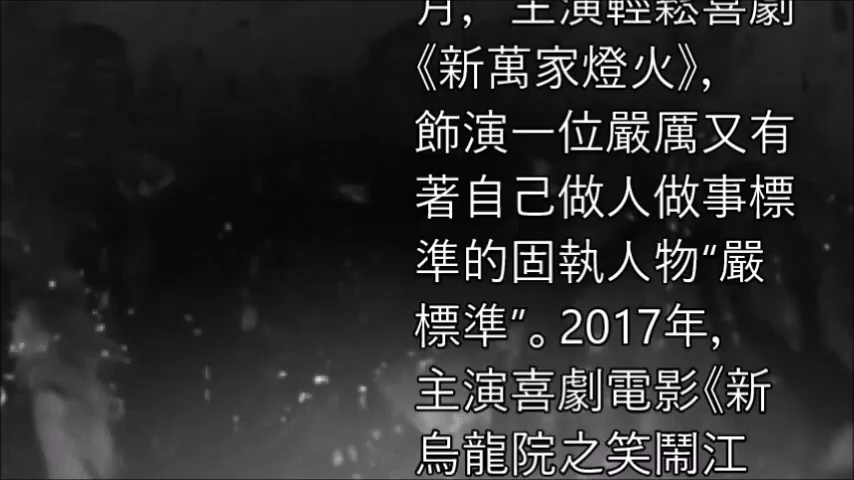 月， 主演輕鬆喜劇
《新萬家燈火》，
飾演一位嚴厲又有
著自己做人做事標
準的固執人物“嚴
標準”。2017年，
主演喜劇電影《新
烏龍院之笑鬧江